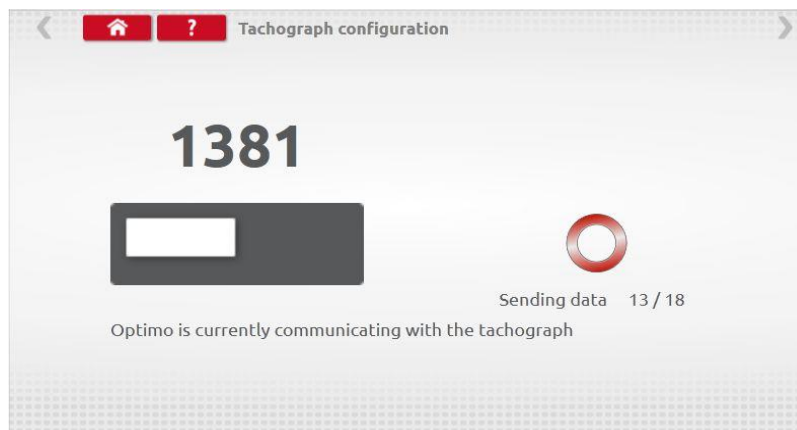 ? Tachograph configuration
1381
Sending data 13 / 18
Optimo is currently communicating with the tachograph